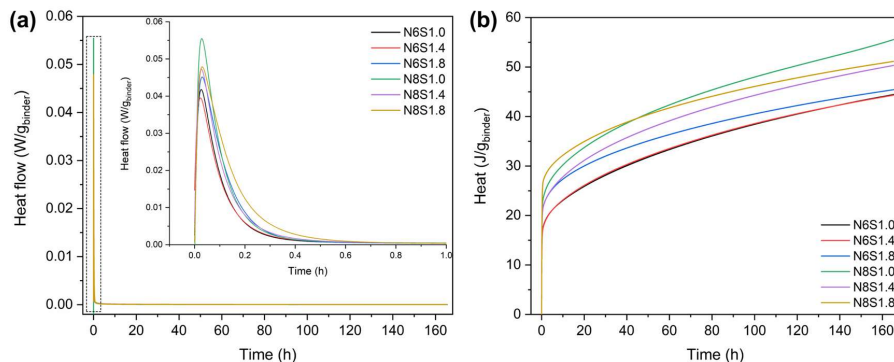 (a)
0.06
0.05
0.04
0.03
0.02
0.01
0.00
Heat flow (W/g_binder)
0 20 40 60 80 100 120 140 160
Time (h)
0.06
0.05
0.04
0.03
0.02
0.01
0.00
Heat flow (W/g_binder)
0.0 0.2 0.4 0.6 0.8 1.0
Time (h)
N6S1.0
N6S1.4
N6S1.8
N8S1.0
N8S1.4
N8S1.8
(b)
60
50
40
30
20
10
0
Heat (J/g_binder)
0 20 40 60 80 100 120 140 160
Time (h)
N6S1.0
N6S1.4
N6S1.8
N8S1.0
N8S1.4
N8S1.8